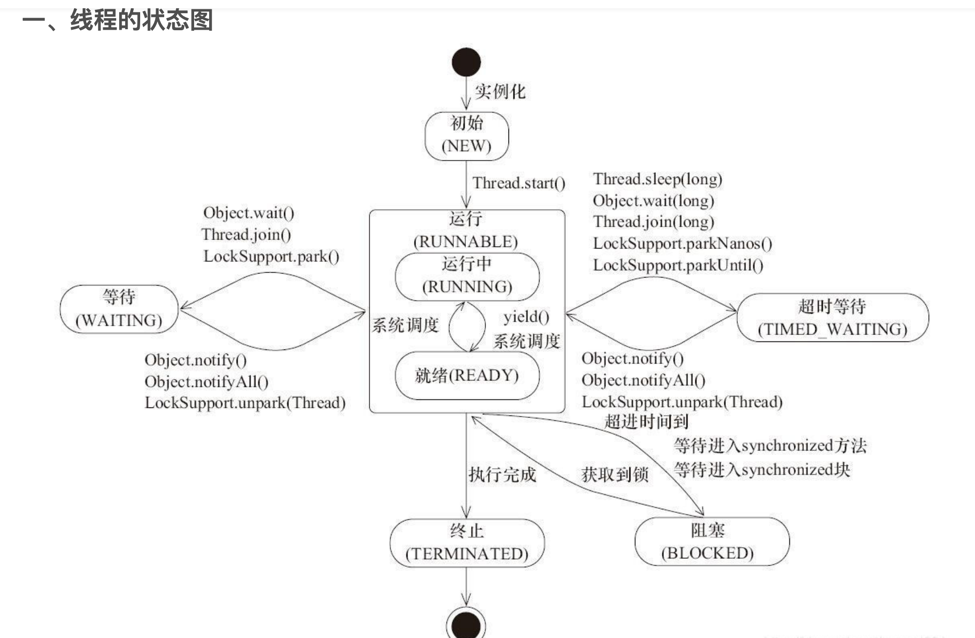 一、线程的状态图
实例化
初始
(NEW)
Thread.start()
Object.wait()
Thread.join()
LockSupport.park()
Thread.sleep(long)
Object.wait(long)
Thread.join(long)
LockSupport.parkNanos()
LockSupport.parkUntil()
运行
(RUNNABLE)
运行中
(RUNNING)
系统调度
yield()
系统调度
就绪(READY)
等待
(WAITING)
超时等待
(TIMED_WAITING)
Object.notify()
Object.notifyAll()
LockSupport.unpark(Thread)
Object.notify()
Object.notifyAll()
LockSupport.unpark(Thread)
超进时间到
等待进入synchronized方法
等待进入synchronized块
获取到锁
执行完成
终止
(TERMINATED)
阻塞
(BLOCKED)